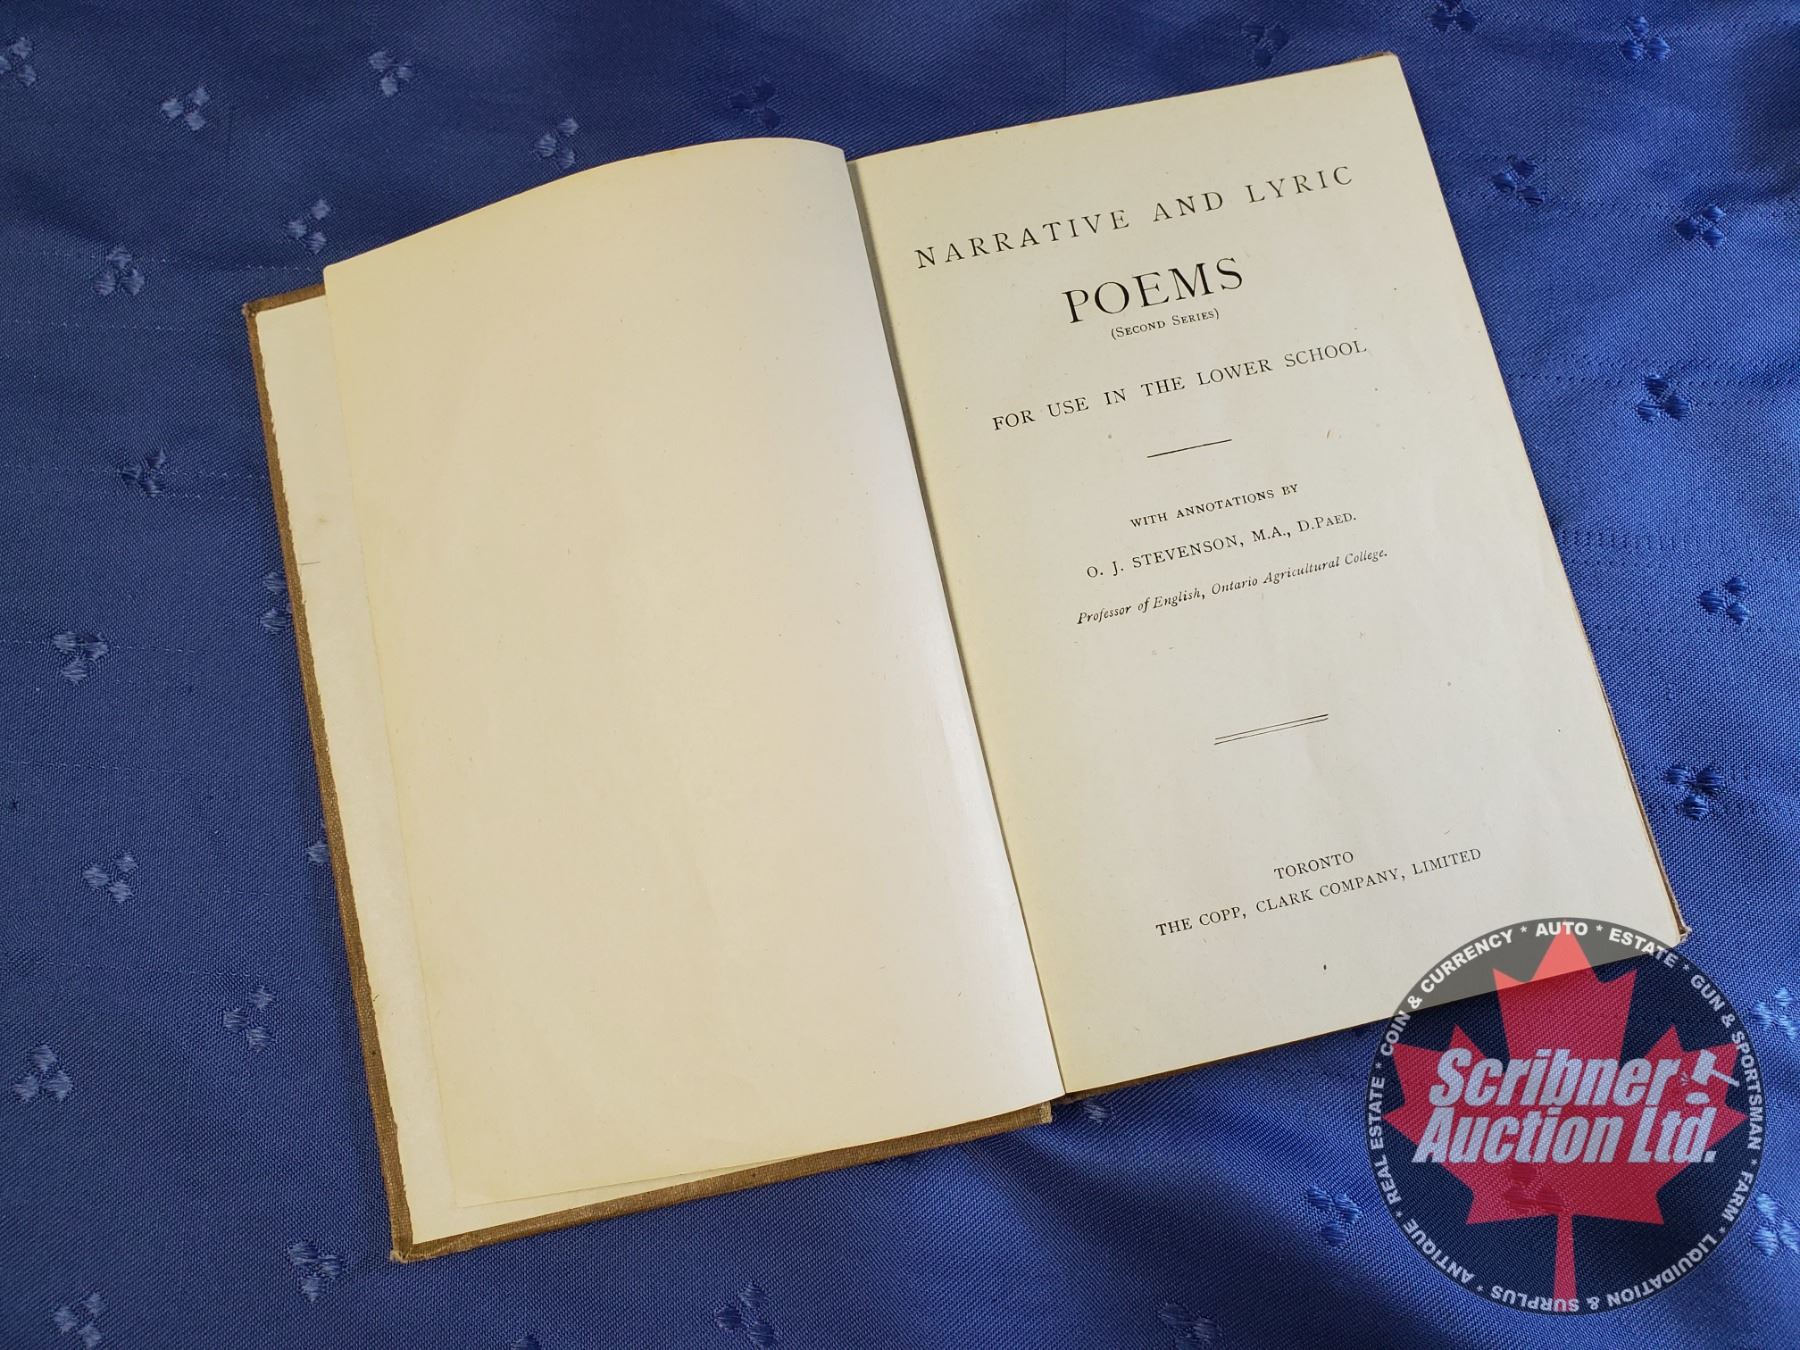 NARRATIVE AND LYRIC
POEMS
(SECOND SERIES)
FOR USE IN THE LOWER SCHOOL
WITH ANNOTATIONS BY
O. J. STEVENSON, M.A., D.PAED.
Professor of English, Ontario Agricultural College.
TORONTO
THE COPP, CLARK COMPANY, LIMITED
Scribner
Auction Ltd.
REAL ESTATE * COIN & CURRENCY * AUTO * ESTATE * GUN & SPORTSMAN * FARM * LIQUIDATION & SURPLUS * ANTIQUE *